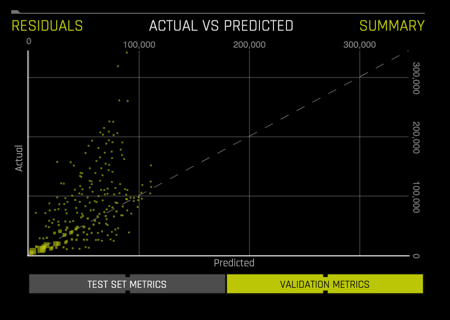 RESIDUALS
ACTUAL VS PREDICTED
SUMMARY
0
100,000
200,000
300,000
300,000
200,000
100,000
0
Actual
Predicted
TEST SET METRICS
VALIDATION METRICS